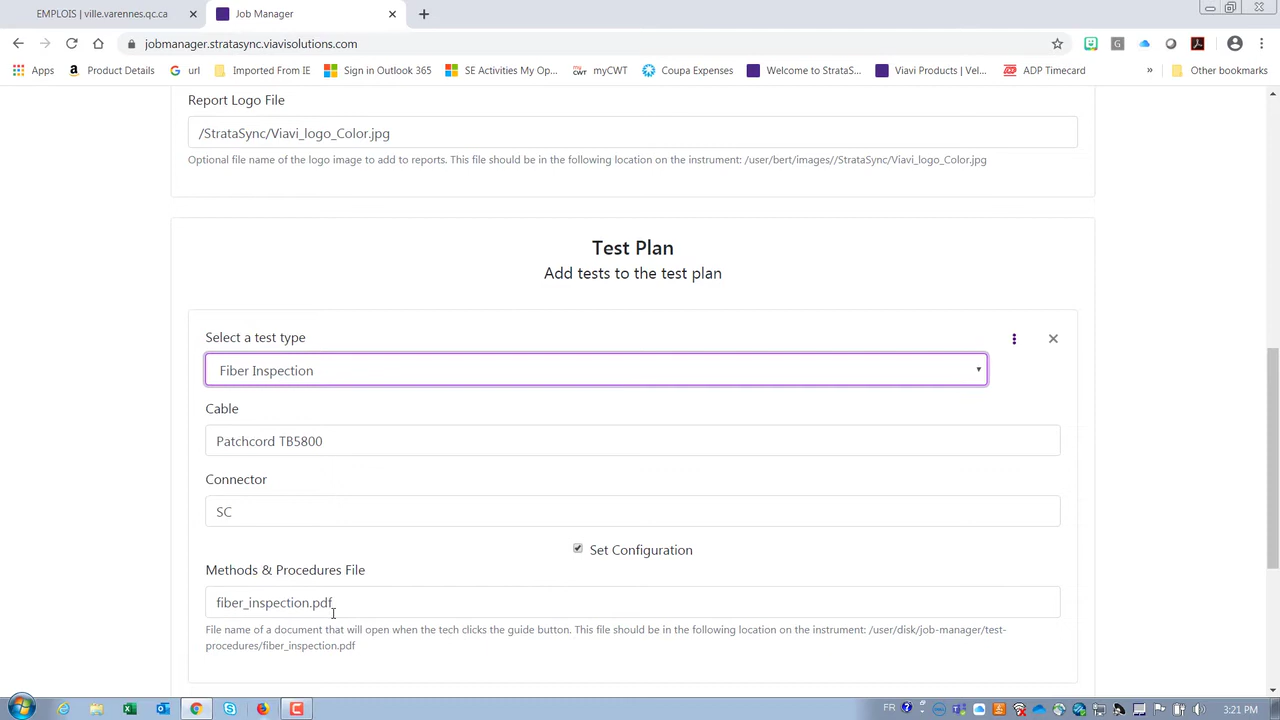 EMPLOIS | ville.varennes.qc.ca
Job Manager
jobmanager.stratasync.viavisolutions.com
Apps
Product Details
url
Imported From IE
Sign in Outlook 365
SE Activities My Op...
myCWT
Coupa Expenses
Welcome to StrataS...
Viavi Products | Vel...
ADP Timecard
»
Other bookmarks
Report Logo File
/StrataSync/Viavi_logo_Color.jpg
Optional file name of the logo image to add to reports. This file should be in the following location on the instrument: /user/bert/images//StrataSync/Viavi_logo_Color.jpg
Test Plan
Add tests to the test plan
Select a test type
Fiber Inspection
Cable
Patchcord TB5800
Connector
SC
Set Configuration
Methods & Procedures File
fiber_inspection.pdf
File name of a document that will open when the tech clicks the guide button. This file should be in the following location on the instrument: /user/disk/job-manager/test-
procedures/fiber_inspection.pdf
FR
3:21 PM